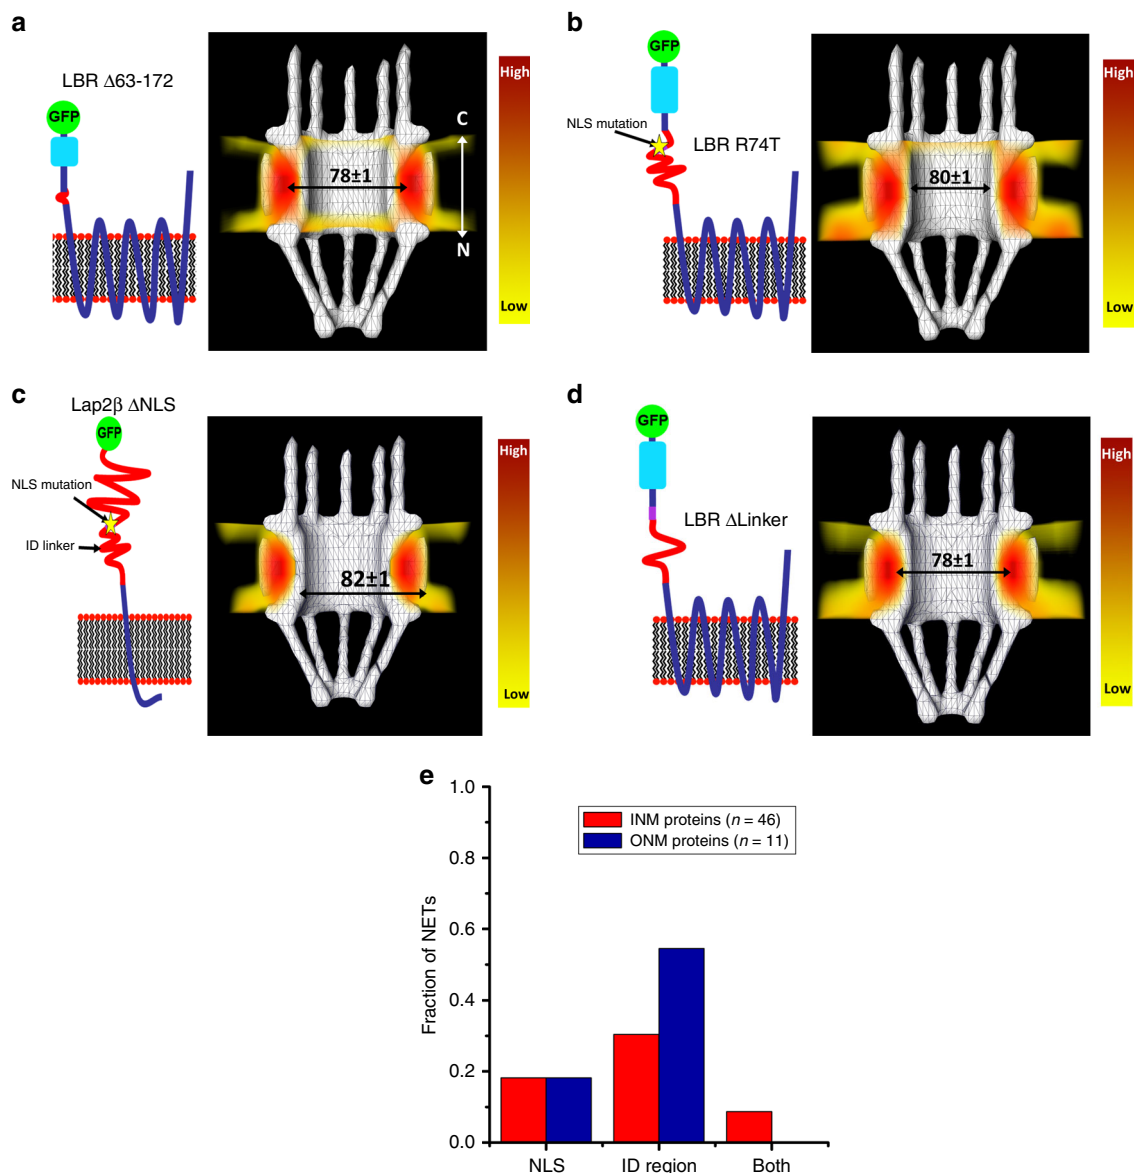 a
LBR Δ63-172
GFP
78±1
C
N
High
Low
b
GFP
NLS mutation
LBR R74T
80±1
High
Low
c
Lap2β ΔNLS
GFP
NLS mutation
ID linker
82±1
High
Low
d
GFP
LBR ΔLinker
78±1
High
Low
e
Fraction of NETs
1.0
0.8
0.6
0.4
0.2
0.0
INM proteins (n = 46)
ONM proteins (n = 11)
NLS
ID region
Both